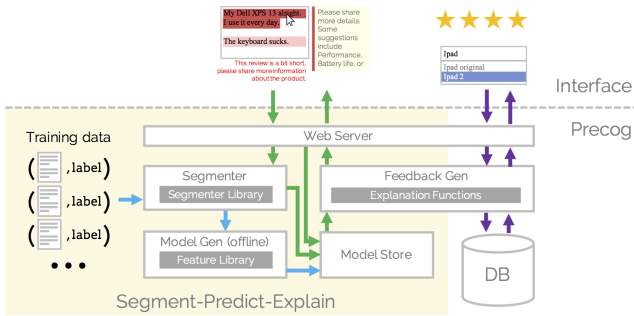 My Dell XPS 13 alright.
I use it every day.
The keyboard sucks.
This review is a bit short,
please share more information
about the product.
Please share
more details.
Some
suggestions
include
Performance,
Battery life, or
Ipad
Ipad original
Ipad 2
Interface
Precog
Web Server
Training data
( , label)
( , label)
( , label)
Segmenter
Segmenter Library
Feedback Gen
Explanation Functions
Model Gen (offline)
Feature Library
Model Store
DB
Segment-Predict-Explain